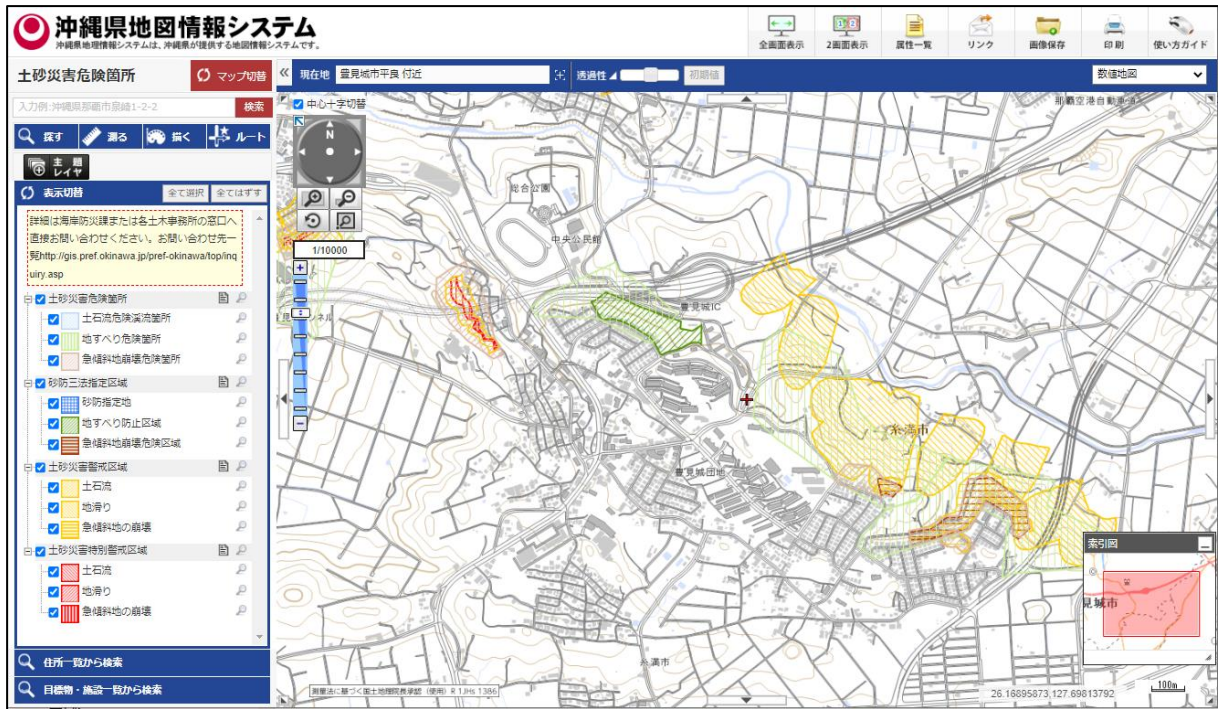 沖縄県地図情報システム
沖縄県地理情報システムは、沖縄県が提供する地図情報システムです。
全画面表示
2画面表示
属性一覧
リンク
画像保存
印刷
使い方ガイド
土砂災害危険箇所
マップ切替
現在地 豊見城市平良 付近
透過性
初期値
数値地図
入力例:沖縄県那覇市泉崎1-2-2
検索
探す 測る 描く ルート
主題レイヤ
表示切替
全て選択 全てはずす
詳細は海岸防災課または各土木事務所の窓口へ
直接お問い合わせください。お問い合わせ先一
覧http://gis.pref.okinawa.jp/pref-okinawa/top/inq
uiry.asp
土砂災害危険箇所
土石流危険渓流箇所
地すべり危険箇所
急傾斜地崩壊危険箇所
砂防三法指定区域
砂防指定地
地すべり防止区域
急傾斜地崩壊危険区域
土砂災害警戒区域
土石流
地滑り
急傾斜地の崩壊
土砂災害特別警戒区域
土石流
地滑り
急傾斜地の崩壊
住所一覧から検索
目標物・施設一覧から検索
中心十字切替
N
1/10000
那覇空港自動車道
総合公園
中央公民館
豊見城IC
トンネル
糸満市
豊見城団地
糸満市
索引図
見城市
測量法に基づく国土地理院長承認（使用）R 1JHs 1386
26.16895873,127.69813792
100m